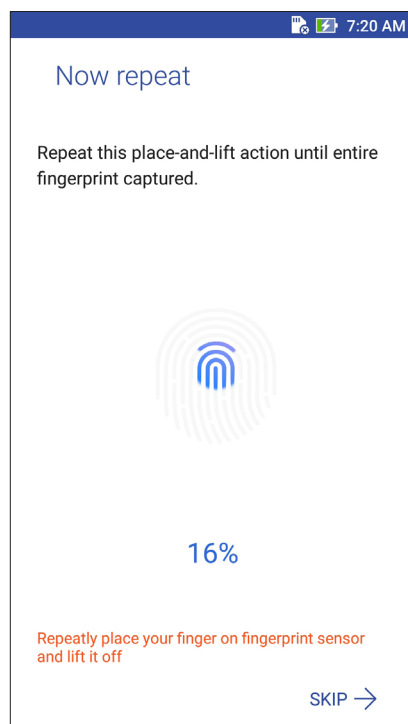 7:20 AM
Now repeat
Repeat this place-and-lift action until entire
fingerprint captured.
16%
Repeatly place your finger on fingerprint sensor
and lift it off
SKIP